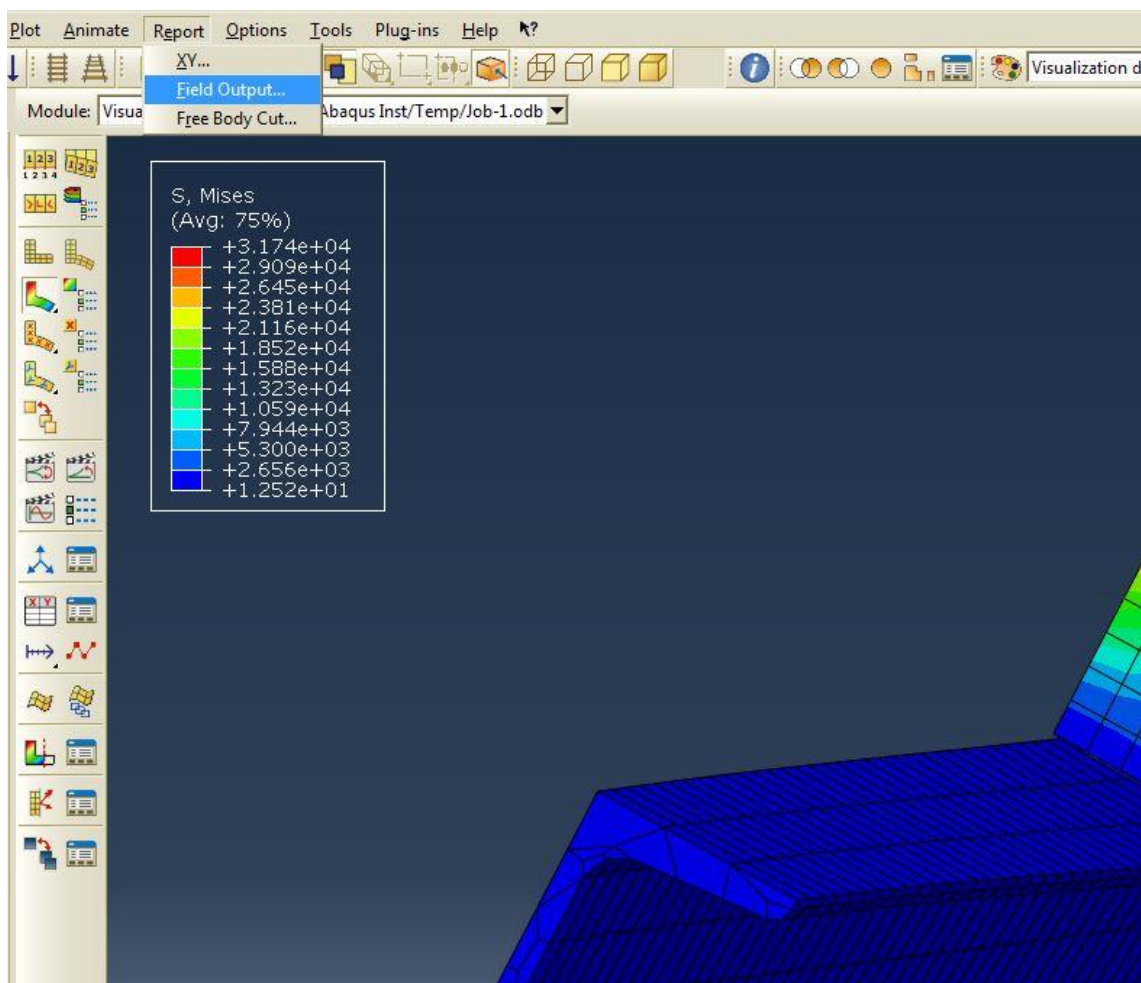 Plot Animate Report Options Tools Plug-ins Help
XY...
Field Output...
Free Body Cut...
Visualization d
Module: Visua
Abaqus Inst/Temp/Job-1.odb
S, Mises
(Avg: 75%)
+3.174e+04
+2.909e+04
+2.645e+04
+2.381e+04
+2.116e+04
+1.852e+04
+1.588e+04
+1.323e+04
+1.059e+04
+7.944e+03
+5.300e+03
+2.656e+03
+1.252e+01